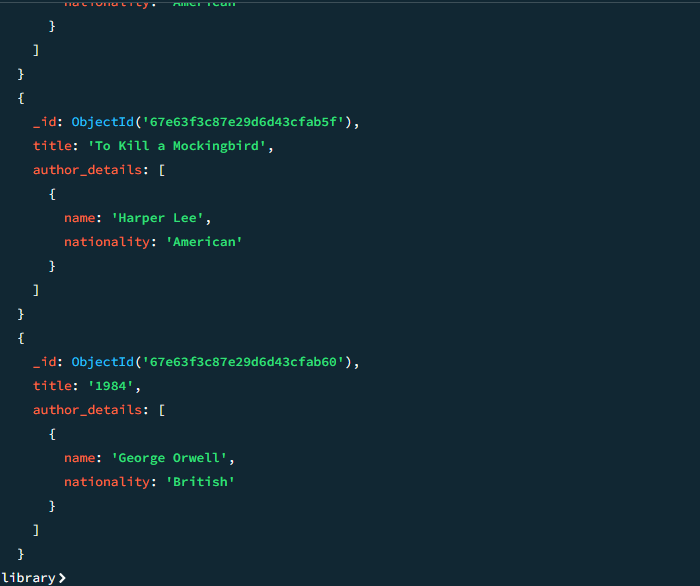 nationality: 'American'
}
]
}
{
_id: ObjectId('67e63f3c87e29d6d43cfab5f'),
title: 'To Kill a Mockingbird',
author_details: [
{
name: 'Harper Lee',
nationality: 'American'
}
]
}
{
_id: ObjectId('67e63f3c87e29d6d43cfab60'),
title: '1984',
author_details: [
{
name: 'George Orwell',
nationality: 'British'
}
]
}
library>